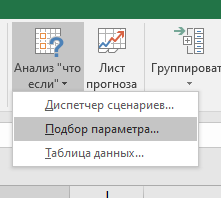 Анализ "что
если"
Лист
прогноза
Группироват
Диспетчер сценариев...
Подбор параметра...
Таблица данных...